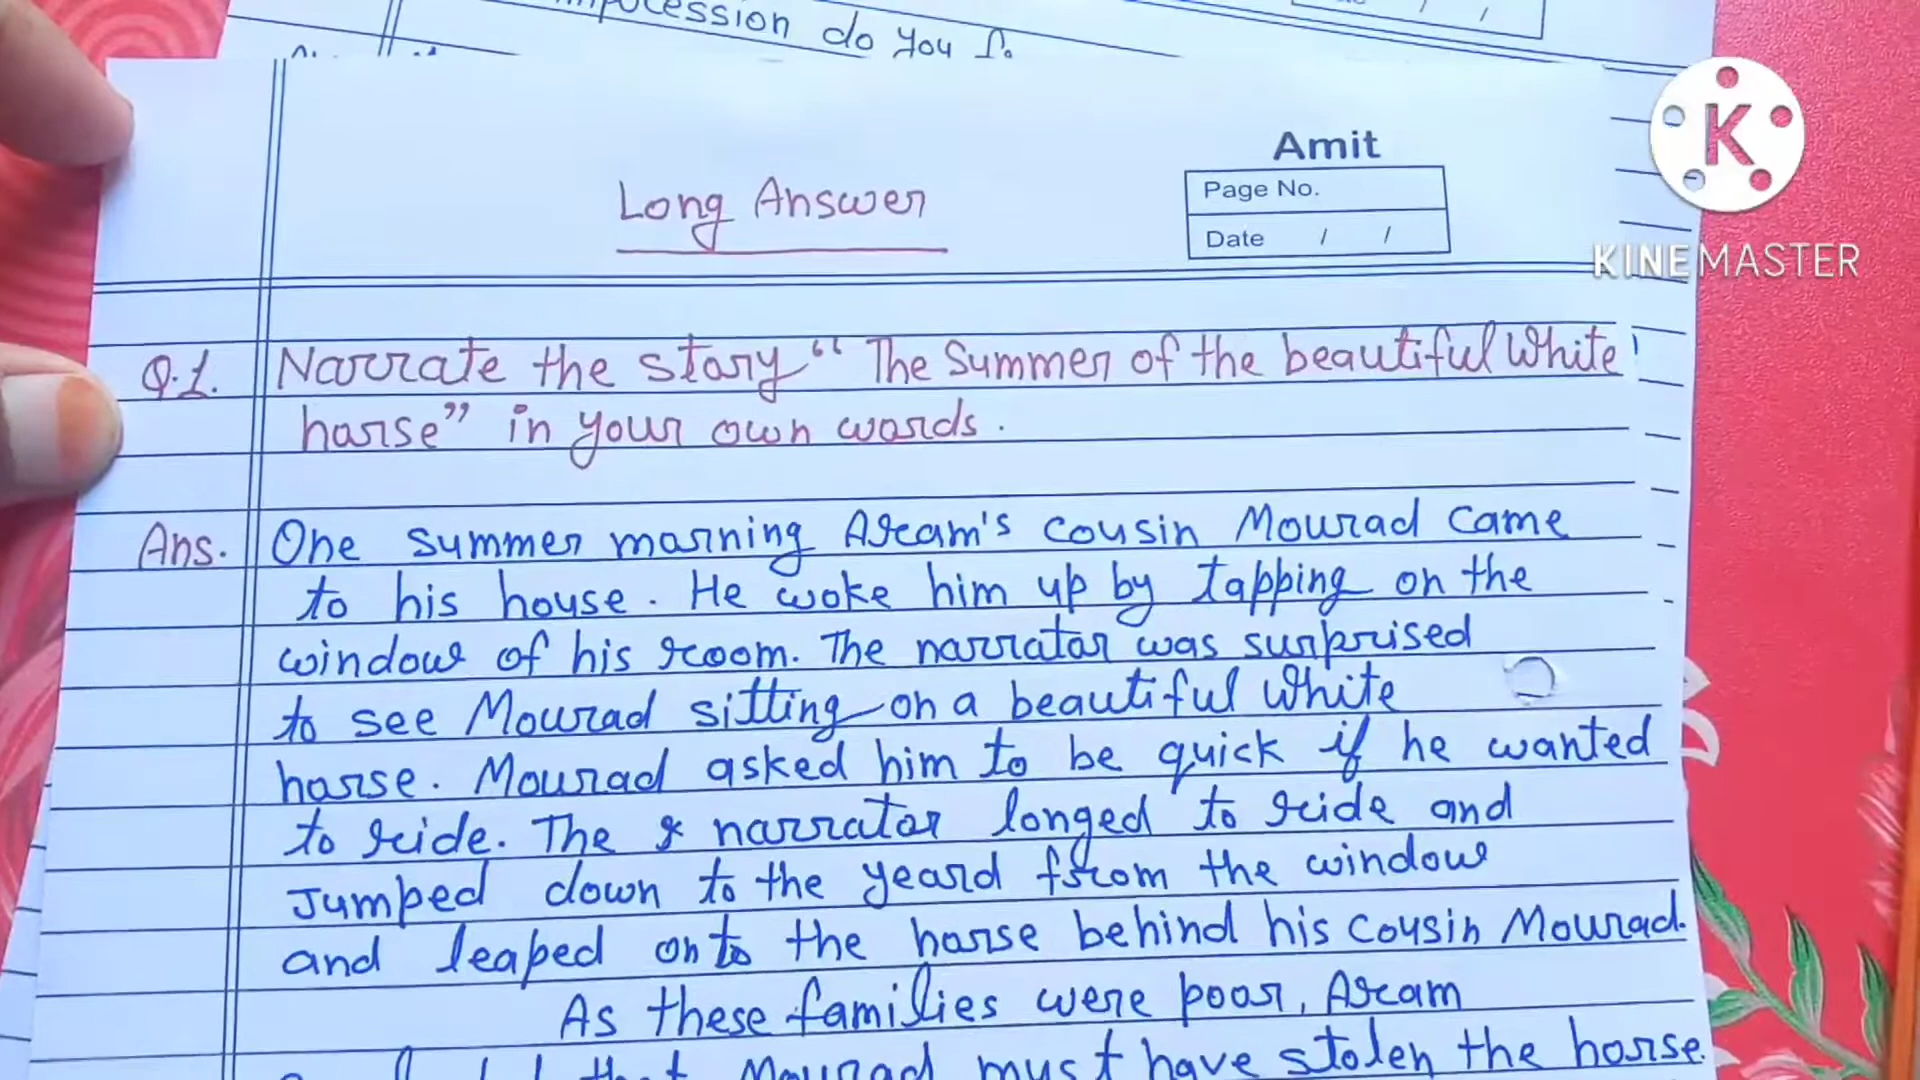 do you
Amit
Page No.
Date / /
Long Answer
K
KINEMASTER
Q.1. Narrate the story "The Summer of the beautiful White
horse" in your own words.
Ans. One summer morning Aram's cousin Mourad came
to his house. He woke him up by tapping on the
window of his room. The narrator was surprised
to see Mourad sitting on a beautiful White
horse. Mourad asked him to be quick if he wanted
to ride. The narrator longed to ride and
Jumped down to the yeard from the window
and leaped onto the horse behind his cousin Mourad.
As these families were poor, Aram
that Mourad must have stolen the horse.